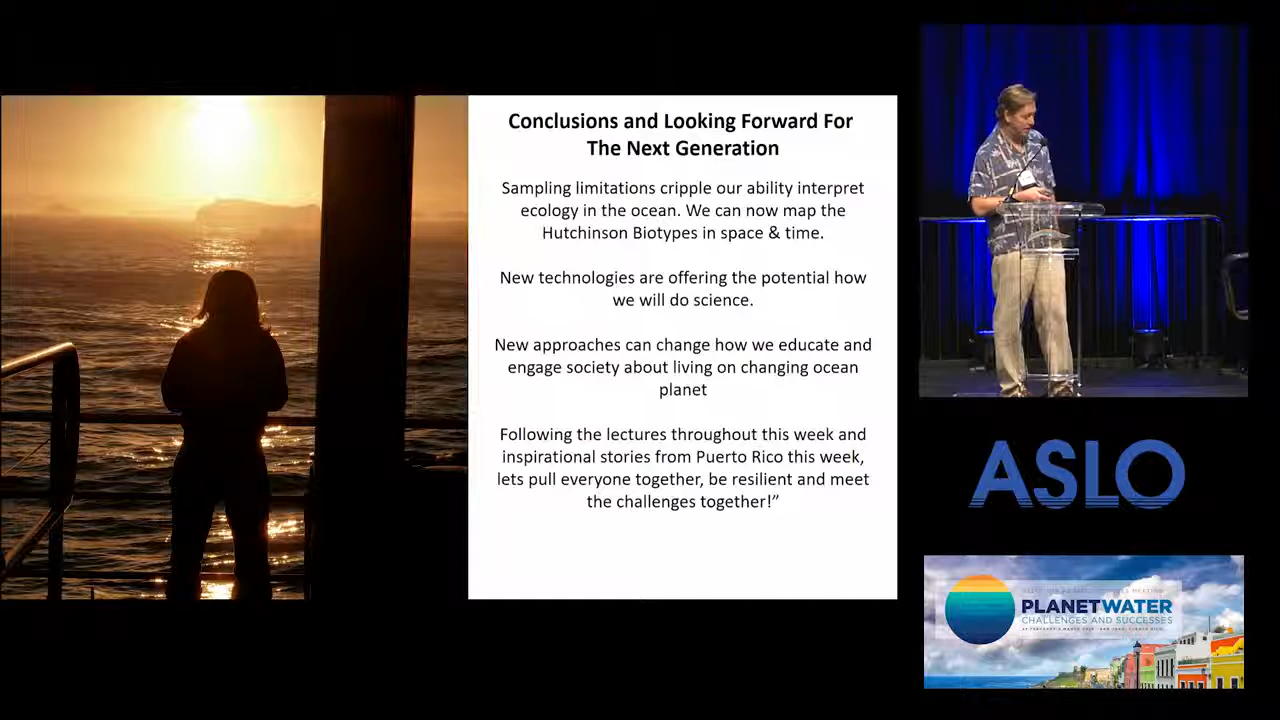 Conclusions and Looking Forward For
The Next Generation
Sampling limitations cripple our ability interpret
ecology in the ocean. We can now map the
Hutchinson Biotypes in space & time.
New technologies are offering the potential how
we will do science.
New approaches can change how we educate and
engage society about living on changing ocean
planet
Following the lectures throughout this week and
inspirational stories from Puerto Rico this week,
lets pull everyone together, be resilient and meet
the challenges together!”
ASLO
PLANETWATER
CHALLENGES AND SUCCESSES